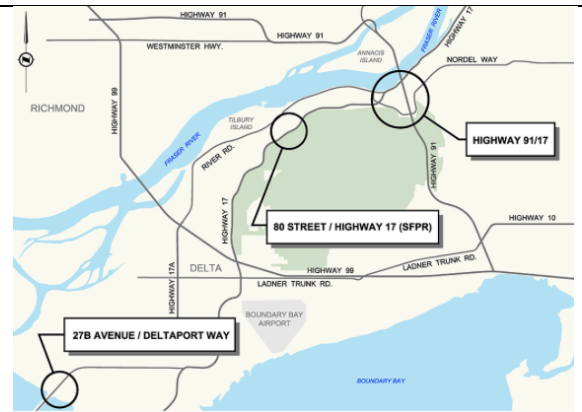 HIGHWAY 91
HIGHWAY 17
FRASER RIVER
HIGHWAY 91
WESTMINSTER HWY.
ANNACIS
ISLAND
NORDEL WAY
N
RICHMOND
HIGHWAY 99
TILBURY
ISLAND
FRASER RIVER
RIVER RD.
HIGHWAY 91/17
HIGHWAY 91
HIGHWAY 17
80 STREET / HIGHWAY 17 (SFPR)
HIGHWAY 10
HIGHWAY 17A
DELTA
HIGHWAY 99
LADNER TRUNK RD.
LADNER TRUNK RD.
BOUNDARY BAY
AIRPORT
27B AVENUE / DELTAPORT WAY
BOUNDARY BAY